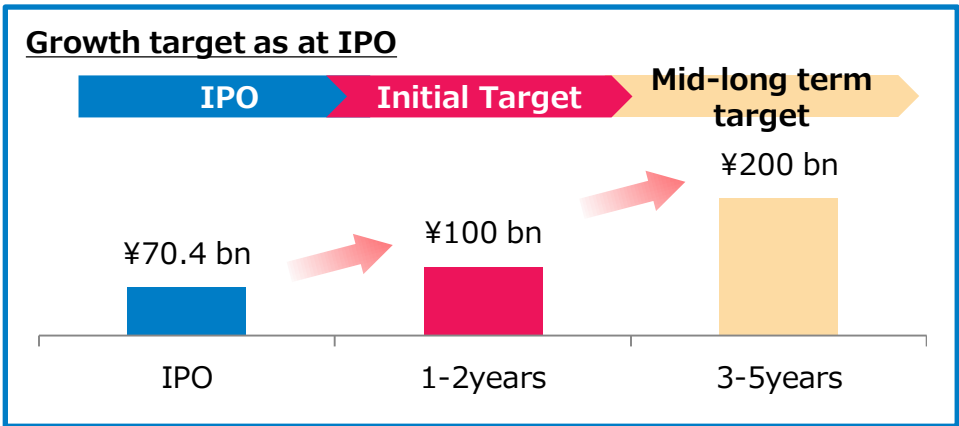 Growth target as at IPO
IPO
Initial Target
Mid-long term
target
¥70.4 bn
¥100 bn
¥200 bn
IPO
1-2years
3-5years